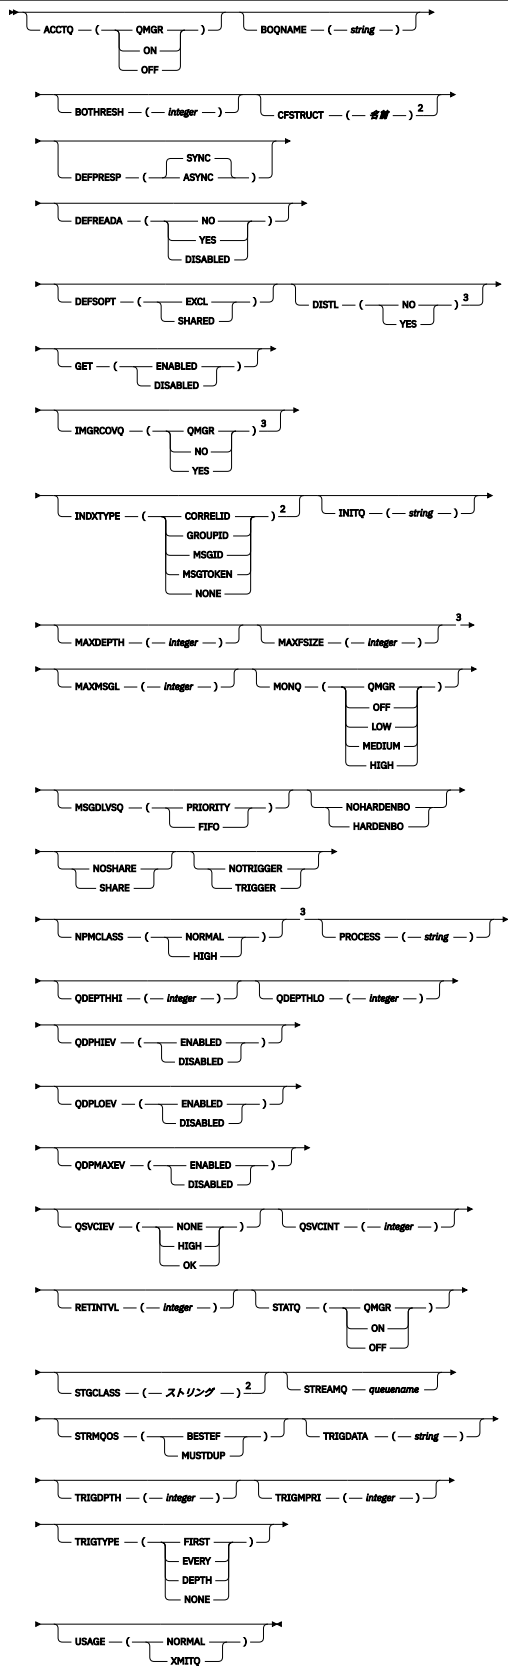 ACCTQ ( QMGR ) BOQNAME ( string )
ON
OFF
BOTHRESH ( integer ) CFSTRUCT ( 名前 ) 2
SYNC
DEFPRESP ( ASYNC )
DEFREADA ( NO )
YES
DISABLED
DEFSOPT ( EXCL ) DISTL ( NO ) 3
SHARED YES
GET ( ENABLED )
DISABLED
IMGRCOVQ ( QMGR ) 3
NO
YES
INDXTYPE ( CORRELID ) 2 INITQ ( string )
GROUPID
MSGID
MSGTOKEN
NONE
MAXDEPTH ( integer ) MAXFSIZE ( integer ) 3
MAXMSGL ( integer ) MONQ ( QMGR )
OFF
LOW
MEDIUM
HIGH
MSGDLVSQ ( PRIORITY ) NOHARDENBO
FIFO HARDENBO
NOSHARE NOTRIGGER
SHARE TRIGGER
NPMCLASS ( NORMAL ) 3 PROCESS ( string )
HIGH
QDEPTHHI ( integer ) QDEPTHLO ( integer )
QDPHIEV ( ENABLED )
DISABLED
QDPLOEV ( ENABLED )
DISABLED
QDPMAXEV ( ENABLED )
DISABLED
QSVCIEV ( NONE ) QSVCINT ( integer )
HIGH
OK
RETINTVL ( integer ) STATQ ( QMGR )
ON
OFF
STGCLASS ( ストリング ) 2 STREAMQ queuename
STRMQOS ( BESTEF ) TRIGDATA ( string )
MUSTDUP
TRIGDPTH ( integer ) TRIGMPRI ( integer )
TRIGTYPE ( FIRST )
EVERY
DEPTH
NONE
USAGE ( NORMAL )
XMITQ